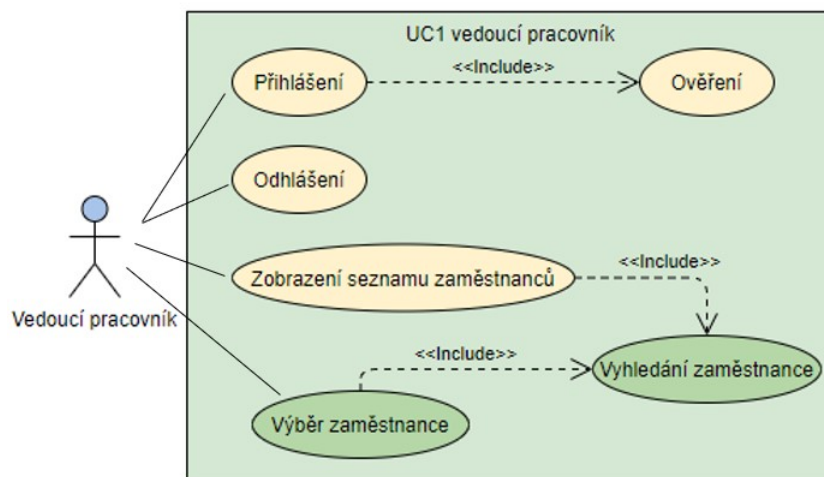 UC1 vedoucí pracovník
<<Include>>
Přihlášení
Ověření
Odhlášení
Zobrazení seznamu zaměstnanců
<<Include>>
Vedoucí pracovník
<<Include>>
Vyhledání zaměstnance
Výběr zaměstnance